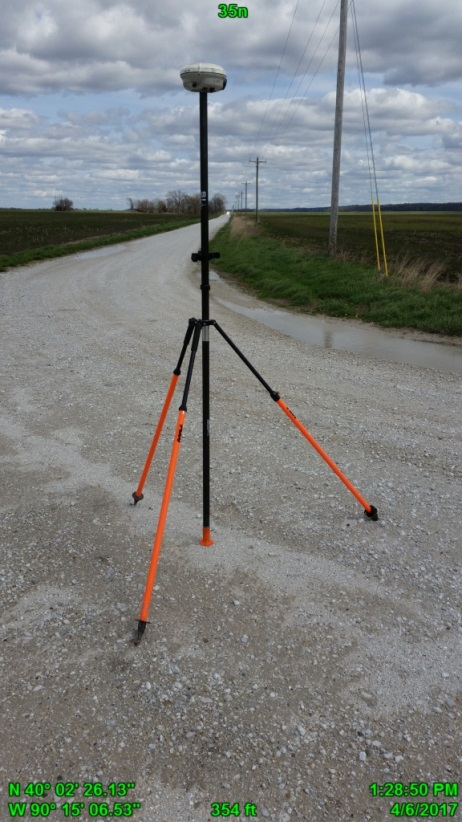 35n
N 40° 02' 26.13"
W 90° 15' 06.53"
354 ft
1:28:50 PM
4/6/2017